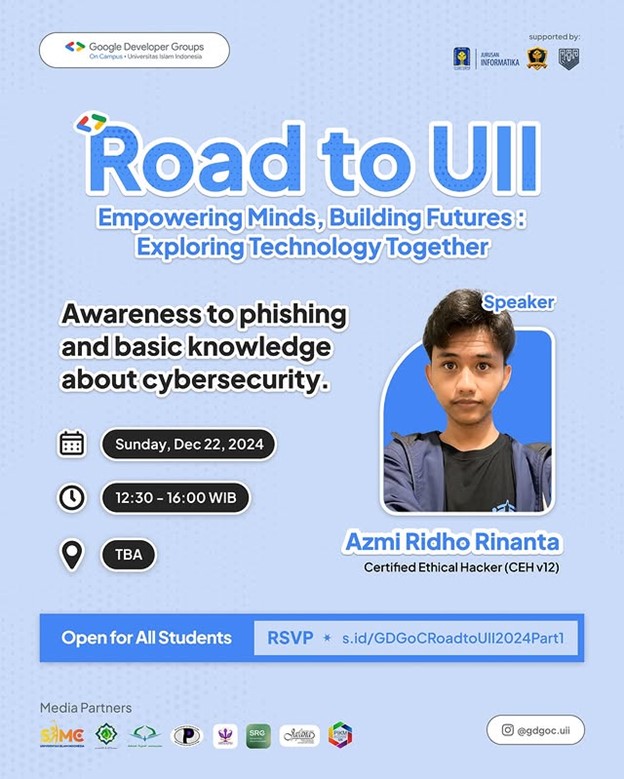 Google Developer Groups
On Campus • Universitas Islam Indonesia
supported by:
JURUSAN
INFORMATIKA
Road to UII
Empowering Minds, Building Futures :
Exploring Technology Together
Speaker
Awareness to phishing
and basic knowledge
about cybersecurity.
Sunday, Dec 22, 2024
12:30 - 16:00 WIB
TBA
Azmi Ridho Rinanta
Certified Ethical Hacker (CEH v12)
Open for All Students
RSVP * s.id/GDGoCRoadtoUII2024Part1
Media Partners
SRG
PIKM
@gdgoc.uii